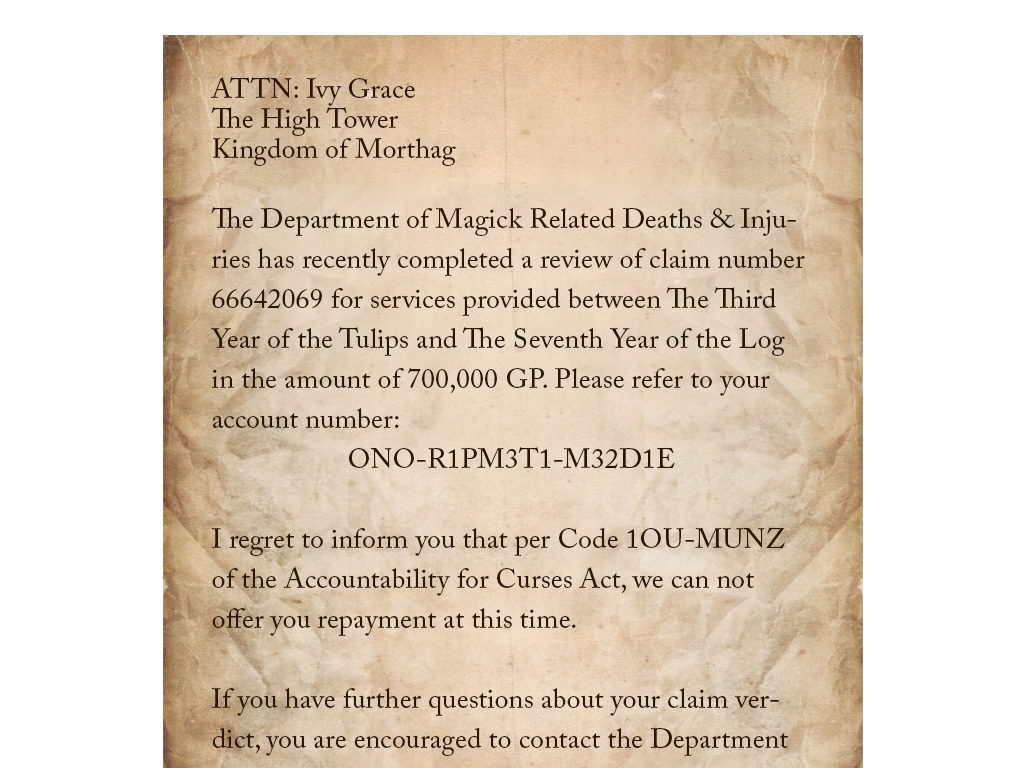 ATTN: Ivy Grace
The High Tower
Kingdom of Morthag
The Department of Magick Related Deaths & Inju-
ries has recently completed a review of claim number
66642069 for services provided between The Third
Year of the Tulips and The Seventh Year of the Log
in the amount of 700,000 GP. Please refer to your
account number:
ONO-R1PM3T1-M32D1E
I regret to inform you that per Code 1OU-MUNZ
of the Accountability for Curses Act, we can not
offer you repayment at this time.
If you have further questions about your claim ver-
dict, you are encouraged to contact the Department